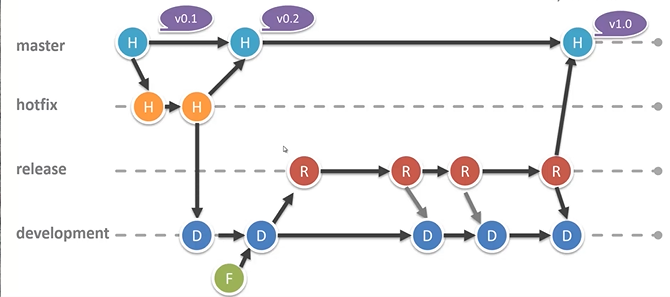 v0.1 v0.2 v1.0
master H H H
hotfix H H
release R R R R
development D D D D D
F